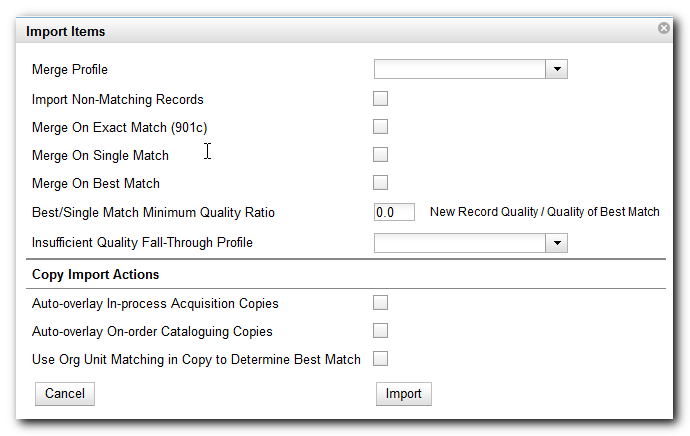 Import Items
Merge Profile
Import Non-Matching Records
Merge On Exact Match (901c)
Merge On Single Match
Merge On Best Match
Best/Single Match Minimum Quality Ratio 0.0 New Record Quality / Quality of Best Match
Insufficient Quality Fall-Through Profile
Copy Import Actions
Auto-overlay In-process Acquisition Copies
Auto-overlay On-order Cataloguing Copies
Use Org Unit Matching in Copy to Determine Best Match
Cancel Import